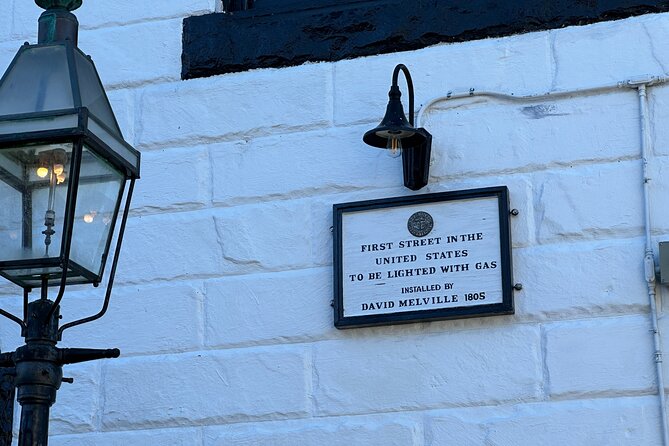 FIRST STREET IN THE
UNITED STATES
TO BE LIGHTED WITH GAS
INSTALLED BY
DAVID MELVILLE 1805